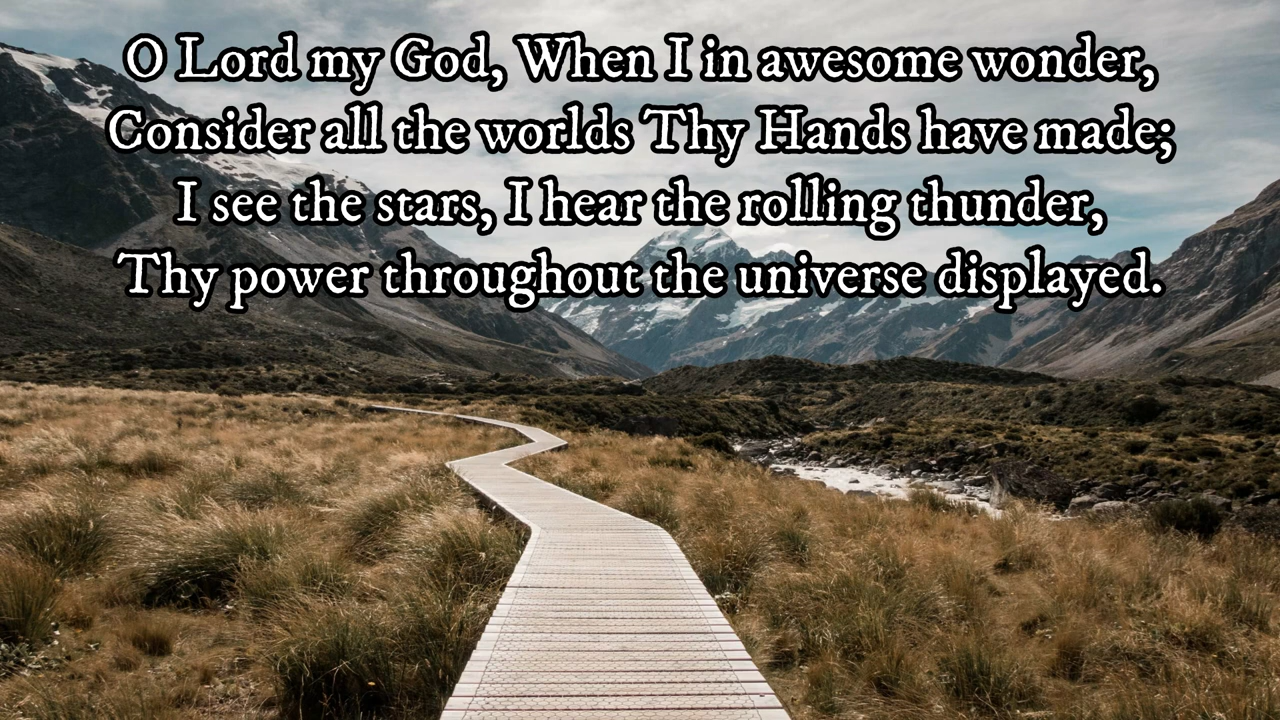 O Lord my God, When I in awesome wonder,
Consider all the worlds Thy Hands have made;
I see the stars, I hear the rolling thunder,
Thy power throughout the universe displayed.